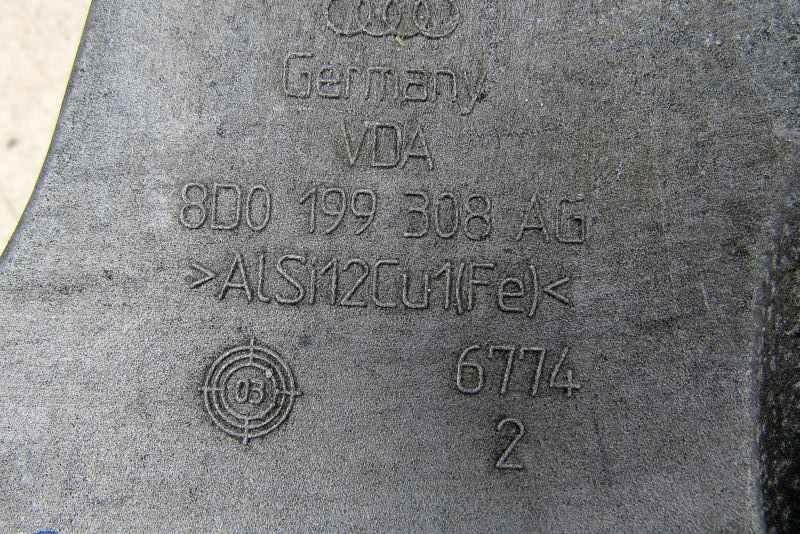 Germany
VDA
8D0 199 308 AG
>AlSi12Cu1(Fe)<
03
6774
2